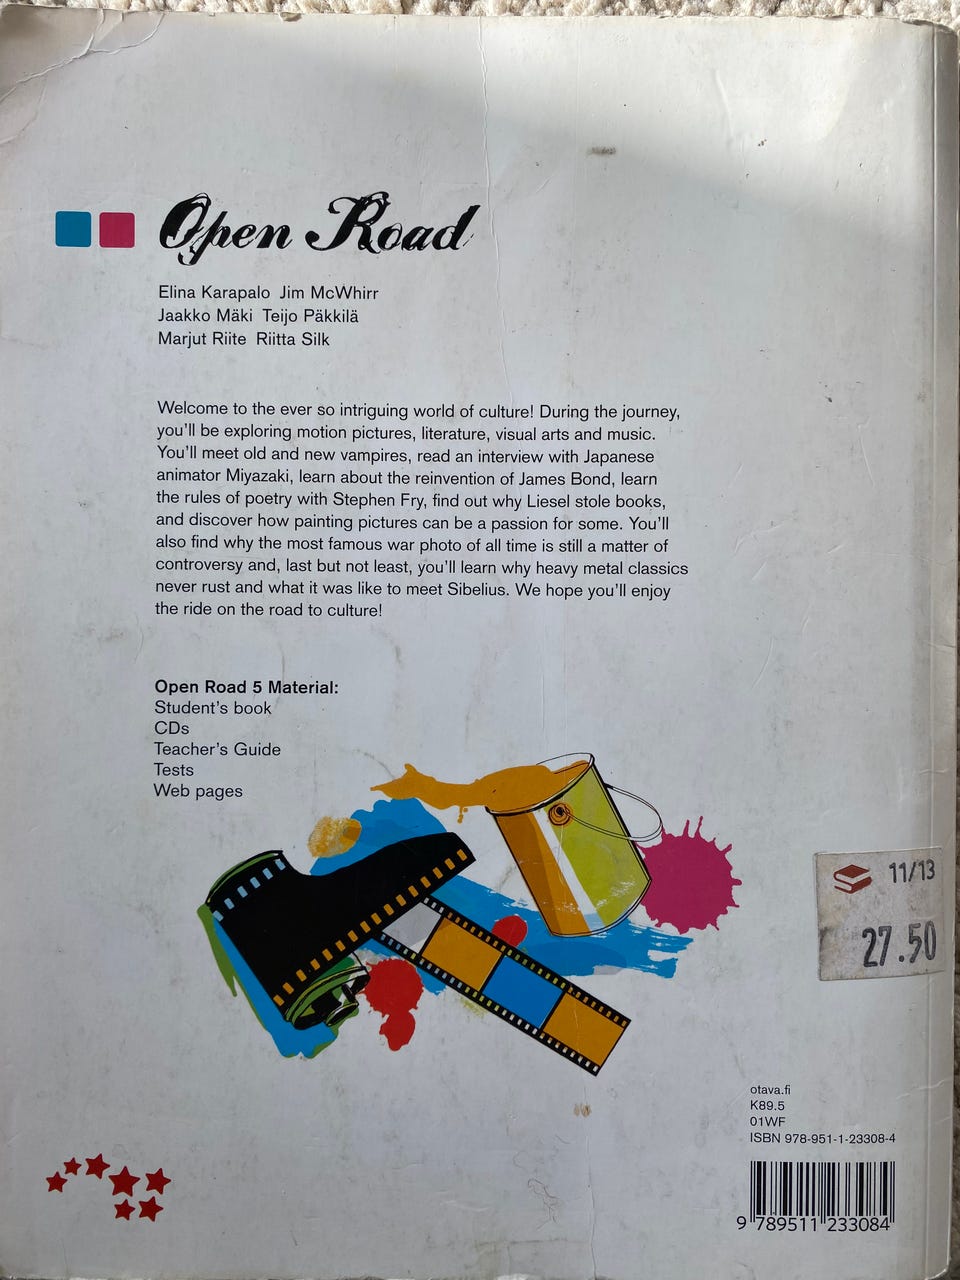 Open Road
Elina Karapalo Jim McWhirr
Jaakko Mäki Teijo Päkkilä
Marjut Riite Riitta Silk
Welcome to the ever so intriguing world of culture! During the journey,
you'll be exploring motion pictures, literature, visual arts and music.
You'll meet old and new vampires, read an interview with Japanese
animator Miyazaki, learn about the reinvention of James Bond, learn
the rules of poetry with Stephen Fry, find out why Liesel stole books,
and discover how painting pictures can be a passion for some. You'll
also find why the most famous war photo of all time is still a matter of
controversy and, last but not least, you'll learn why heavy metal classics
never rust and what it was like to meet Sibelius. We hope you'll enjoy
the ride on the road to culture!
Open Road 5 Material:
Student's book
CDs
Teacher's Guide
Tests
Web pages
11/13
27.50
otava.fi
K89.5
01WF
ISBN 978-951-1-23308-4
9 789511 233084